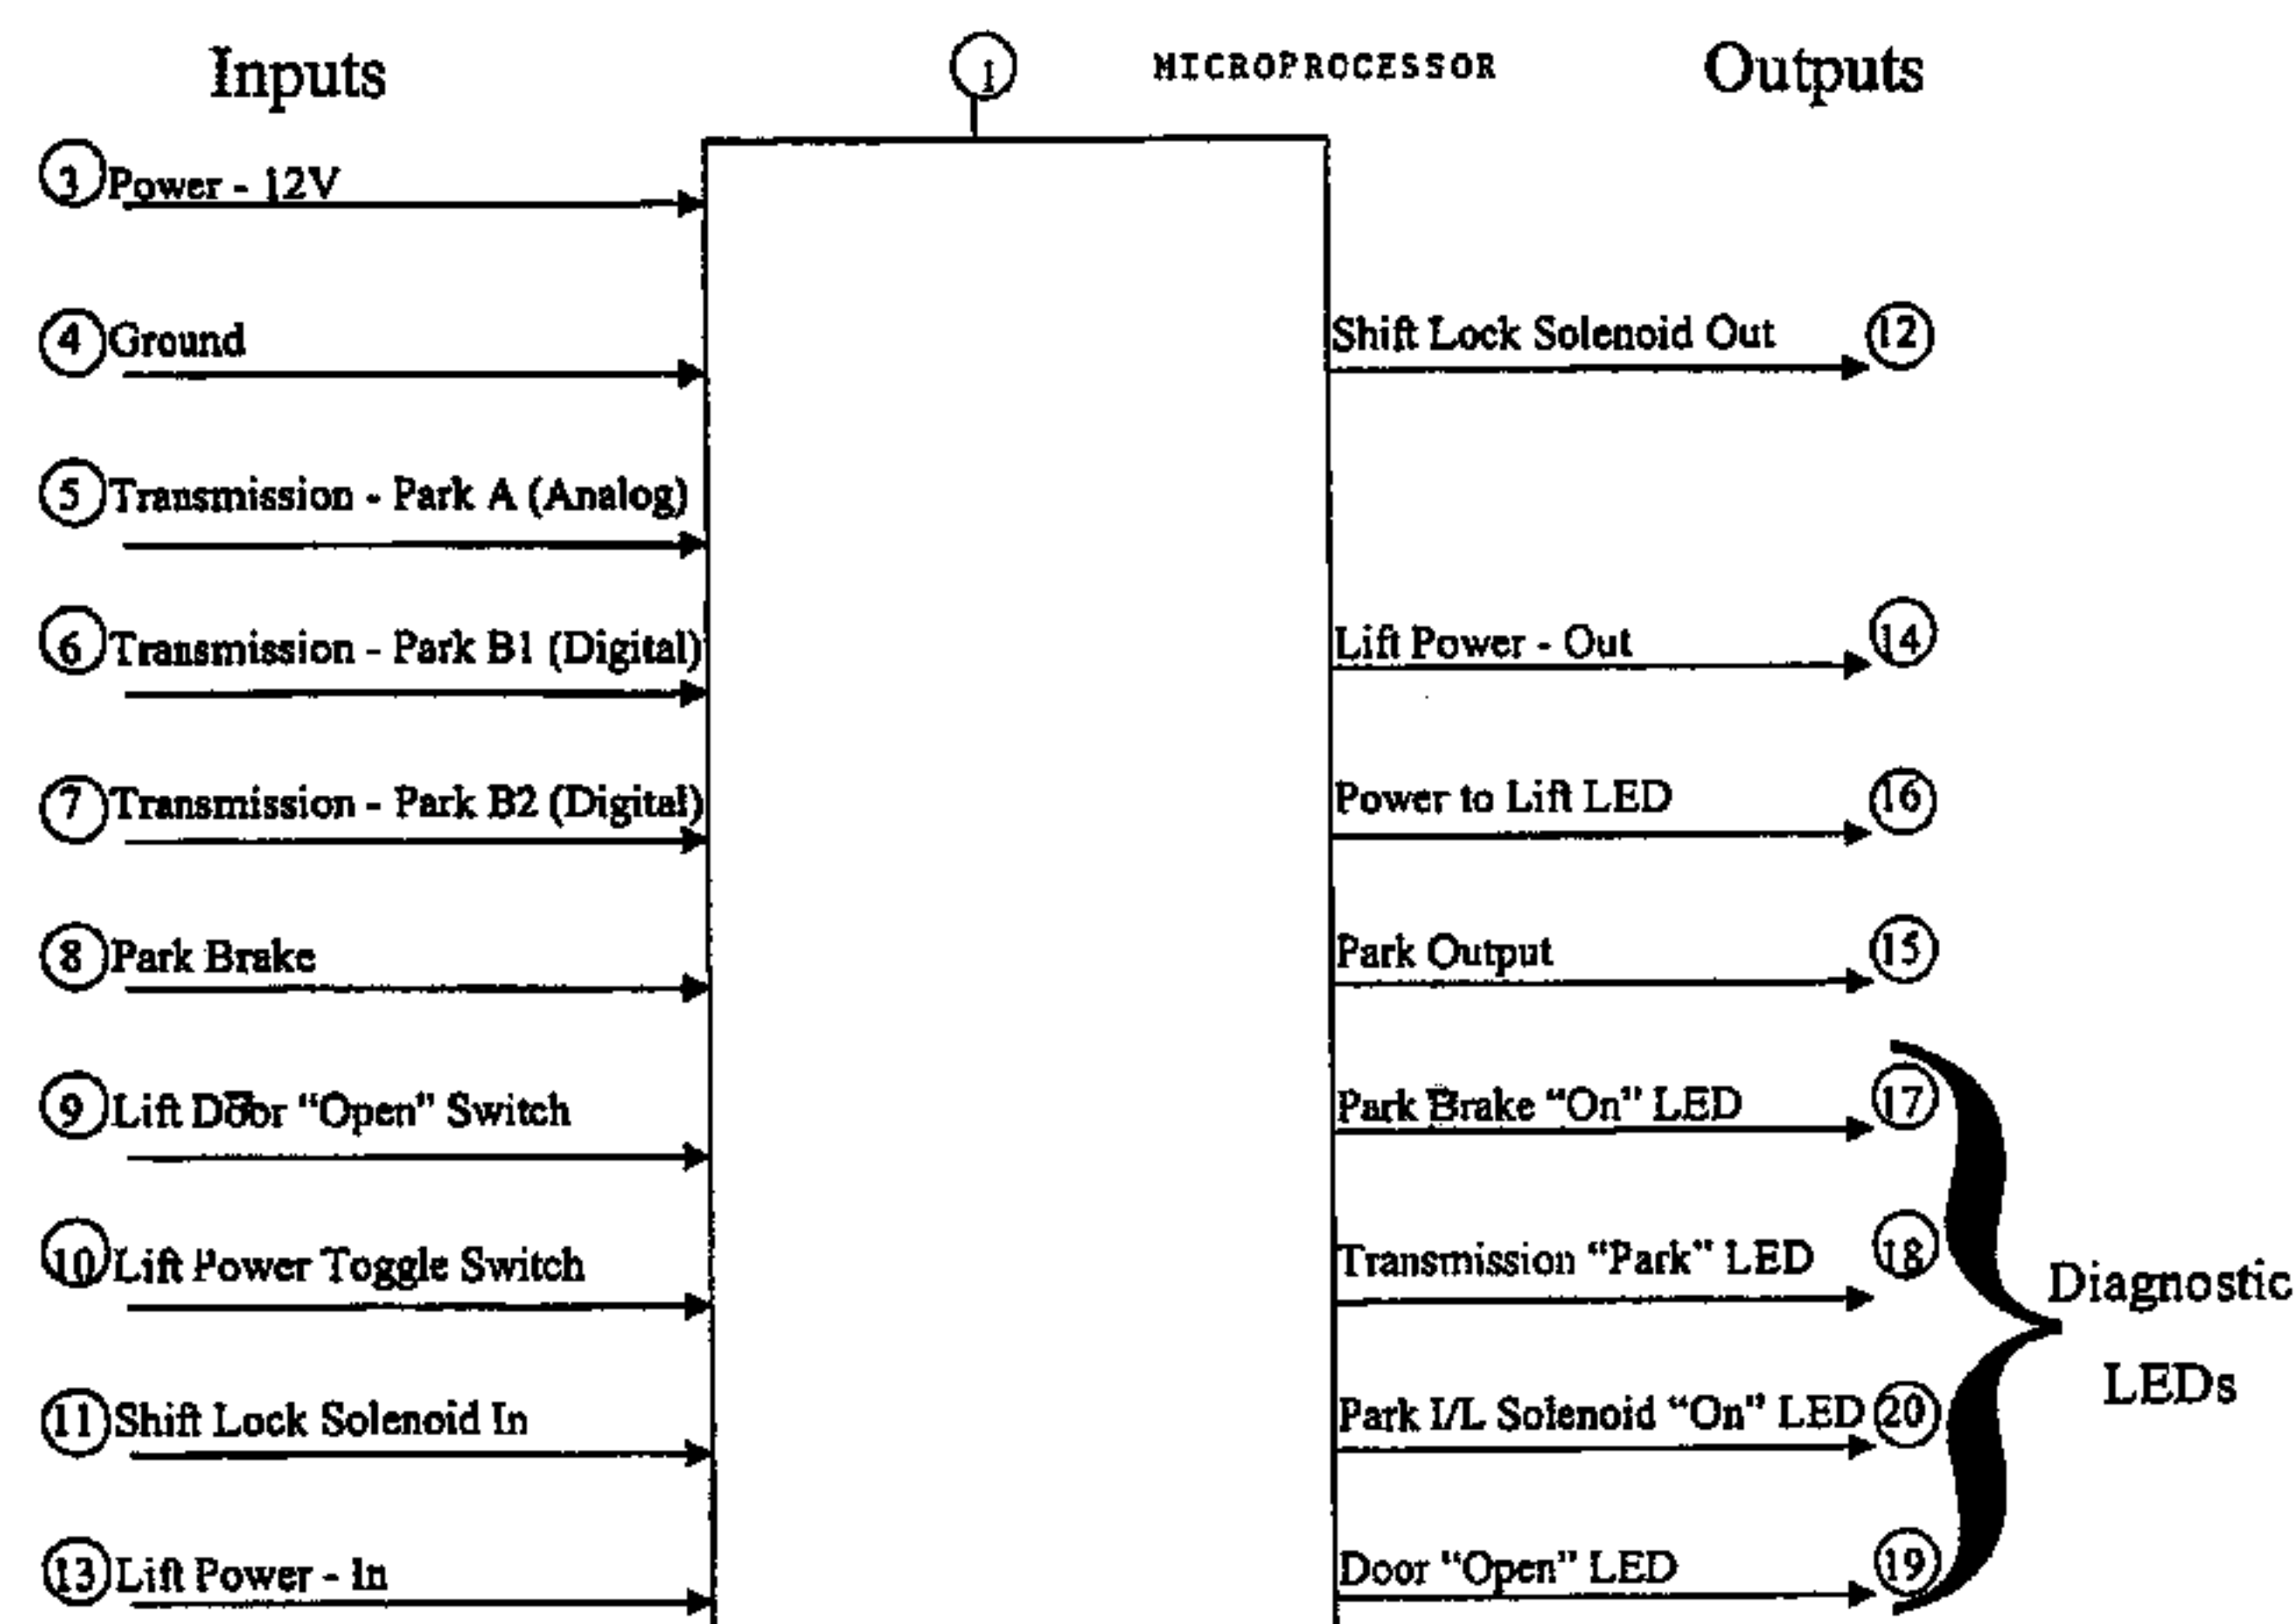 Inputs
1 MICROPROCESSOR
Outputs
3 Power - 12V
4 Ground
5 Transmission - Park A (Analog)
6 Transmission - Park B1 (Digital)
7 Transmission - Park B2 (Digital)
8 Park Brake
9 Lift Door "Open" Switch
10 Lift Power Toggle Switch
11 Shift Lock Solenoid In
13 Lift Power - In
Shift Lock Solenoid Out 12
Lift Power - Out 14
Power to Lift LED 16
Park Output 15
Park Brake "On" LED 17
Transmission "Park" LED 18
Park I/L Solenoid "On" LED 20
Door "Open" LED 19
Diagnostic
LEDs